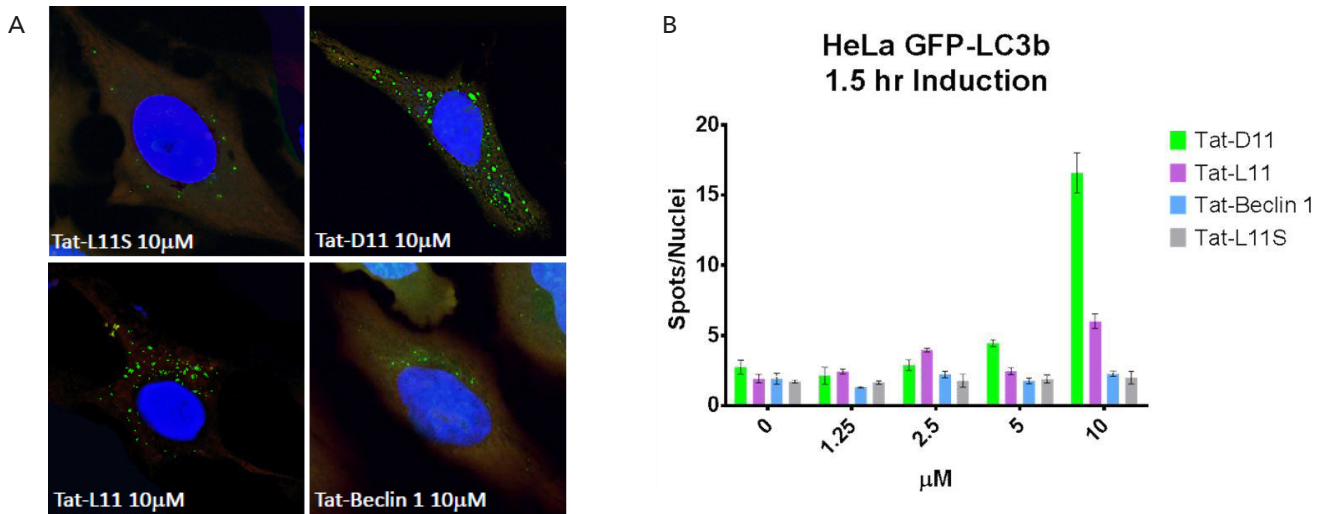 A
Tat-L11S 10µM
Tat-D11 10µM
Tat-L11 10µM
Tat-Beclin 1 10µM
B
HeLa GFP-LC3b
1.5 hr Induction
Spots/Nuclei
20
15
10
5
0
0
1.25
2.5
5
10
µM
Tat-D11
Tat-L11
Tat-Beclin 1
Tat-L11S